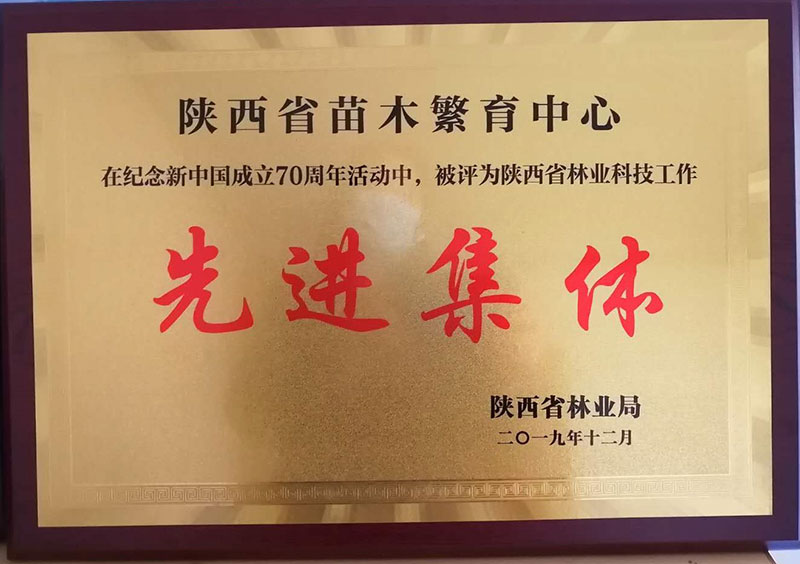 陕西省苗木繁育中心
在纪念新中国成立70周年活动中，被评为陕西省林业科技工作
先进集体
陕西省林业局
二〇一九年十二月